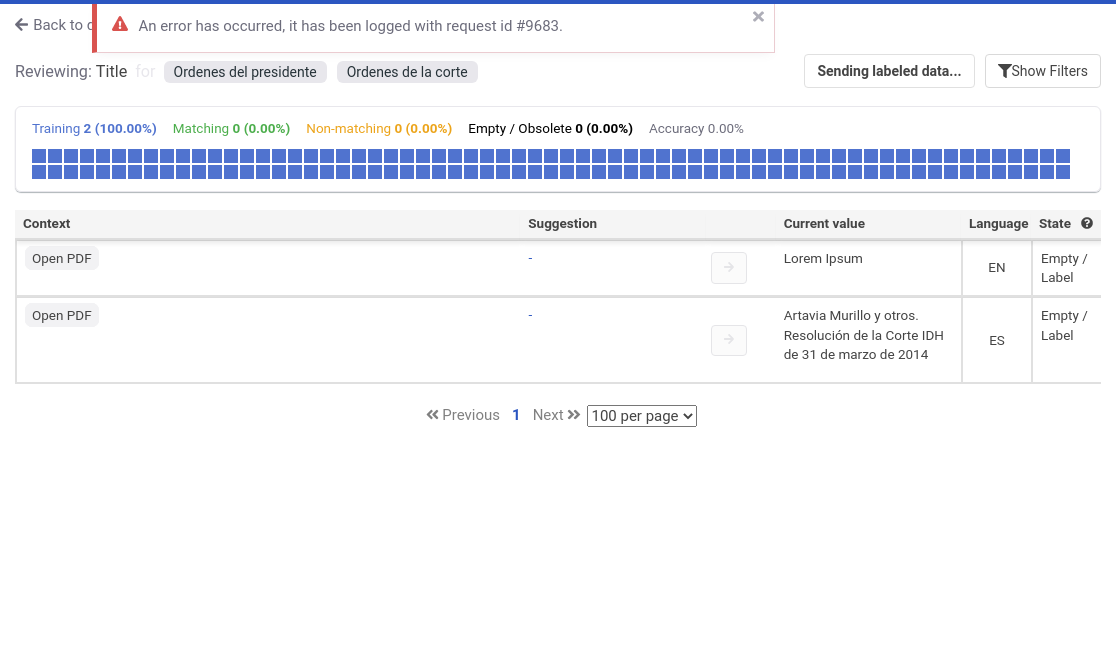 Back to
An error has occurred, it has been logged with request id #9683.
Reviewing: Title for Ordenes del presidente Ordenes de la corte Sending labeled data... Show Filters
Training 2 (100.00%) Matching 0 (0.00%) Non-matching 0 (0.00%) Empty / Obsolete 0 (0.00%) Accuracy 0.00%
Context Suggestion Current value Language State
Open PDF - Lorem Ipsum EN Empty /
Label
Open PDF - Artavia Murillo y otros. ES Empty /
Resolución de la Corte IDH Label
de 31 de marzo de 2014
Previous 1 Next 100 per page